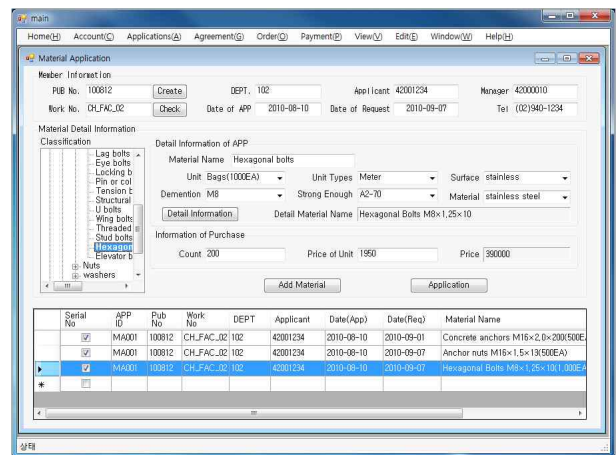 main
Home(H) Account(C) Applications(A) Agreement(G) Order(O) Payment(P) View(V) Edit(E) Window(W) Help(H)
Material Application
Member Information
PUB No. 100812 Create DEPT. 102 Applicant 42001234 Manager 42000010
Work No. CH_FAC_02 Check Date of APP 2010-08-10 Date of Request 2010-09-07 Tel (02)940-1234
Material Detail Information
Classification
Lag bolts
Eye bolts
Locking b
Pin or col
Tension b
Structural
U bolts
Wing bolts
Threaded
Stud bolts
Hexagon
Elevator b
Nuts
washers
Detail Information of APP
Material Name Hexagonal bolts
Unit Bags(1000EA) Unit Types Meter Surface stainless
Demention M8 Strong Enough A2-70 Material stainless steel
Detail Information Detail Material Name Hexagonal Bolts M8×1,25×10
Information of Purchase
Count 200 Price of Unit 1950 Price 390000
Add Material Application
Serial No APP ID Pub No Work No DEPT Applicant Date(App) Date(Req) Material Name
MA001 100812 CH_FAC_02 102 42001234 2010-08-10 2010-09-01 Concrete anchors M16×2,0×200(500E
MA001 100812 CH_FAC_02 102 42001234 2010-08-10 2010-09-07 Anchor nuts M16×1,5×13(500EA)
MA001 100812 CH_FAC_02 102 42001234 2010-08-10 2010-09-07 Hexagonal Bolts M8×1,25×10(1,000EA
상태